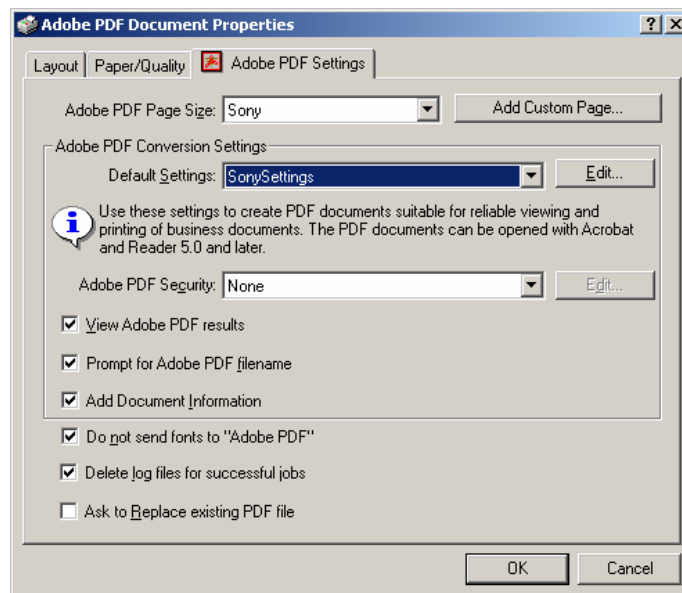 Adobe PDF Document Properties
Layout
Paper/Quality
Adobe PDF Settings
Adobe PDF Page Size: Sony
Add Custom Page...
Adobe PDF Conversion Settings
Default Settings: SonySettings
Edit...
Use these settings to create PDF documents suitable for reliable viewing and
printing of business documents. The PDF documents can be opened with Acrobat
and Reader 5.0 and later.
Adobe PDF Security: None
Edit...
View Adobe PDF results
Prompt for Adobe PDF filename
Add Document Information
Do not send fonts to "Adobe PDF"
Delete log files for successful jobs
Ask to Replace existing PDF file
OK
Cancel